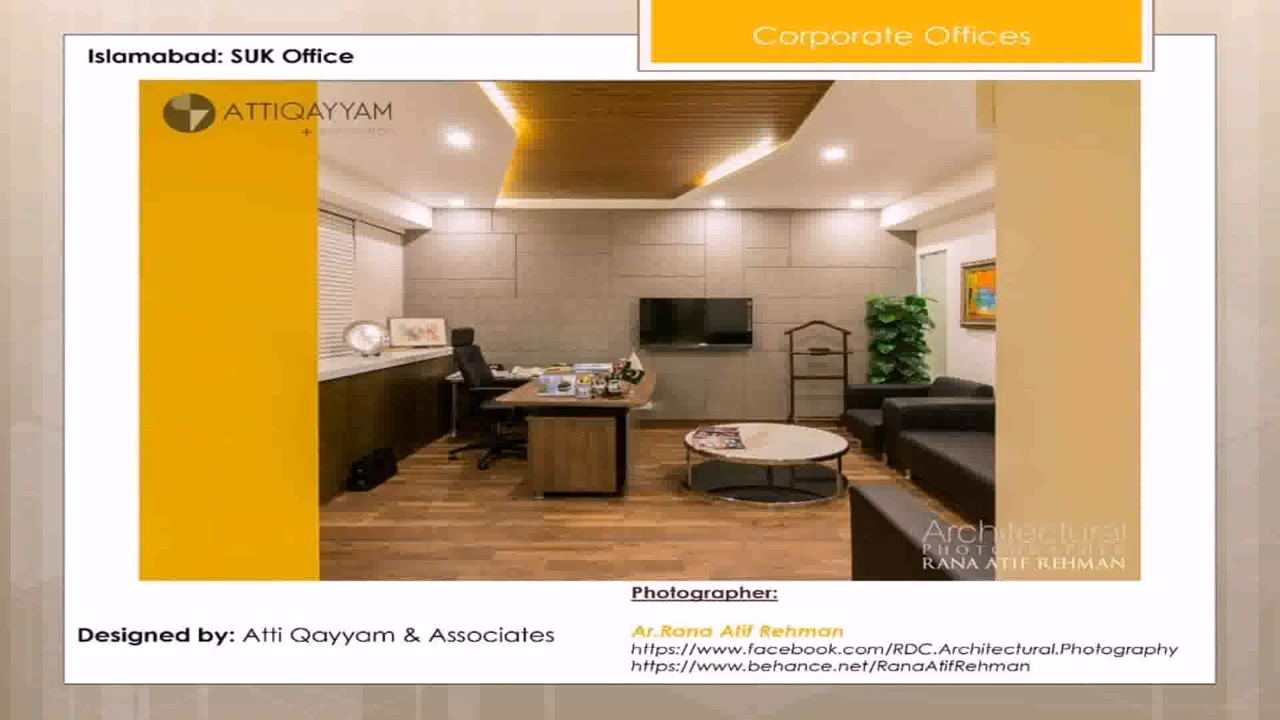 Corporate Offices
Islamabad: SUK Office
ATTIQAYYAM
+
Architectural
PHOTOGRAPHER
RANA ATIF REHMAN
Photographer:
Designed by: Atti Qayyam & Associates
Ar.Rana Atif Rehman
https://www.facebook.com/RDC.Architectural.Photography
https://www.behance.net/RanaAtifRehman